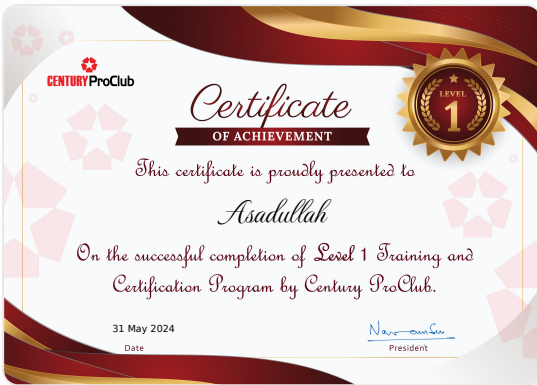 CENTURY ProClub
Certificate
OF ACHIEVEMENT
LEVEL
1
This certificate is proudly presented to
Asadullah
On the successful completion of Level 1 Training and
Certification Program by Century ProClub.
31 May 2024
Date
President